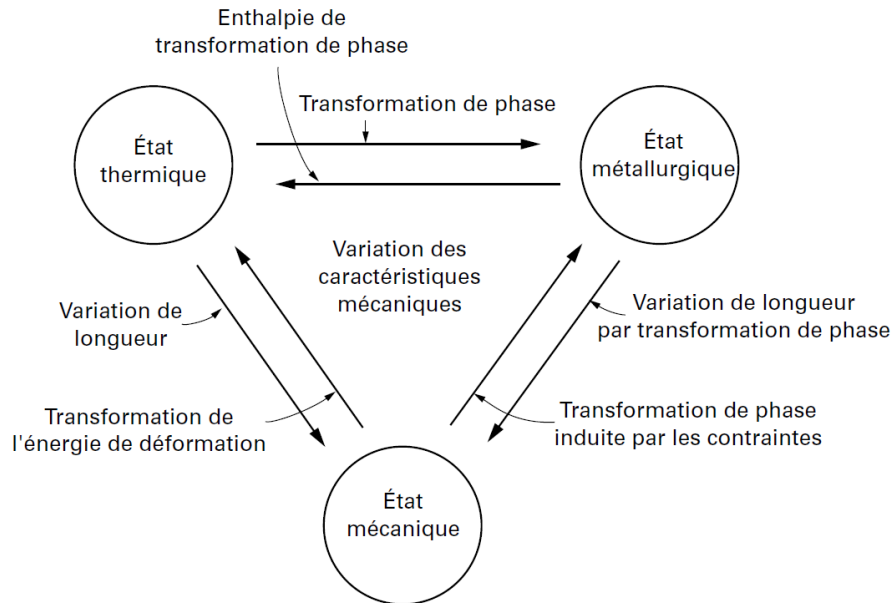 Enthalpie de
transformation de phase
Transformation de phase
État
thermique
État
métallurgique
Variation des
caractéristiques
mécaniques
Variation de
longueur
Variation de longueur
par transformation de phase
Transformation de
l'énergie de déformation
Transformation de phase
induite par les contraintes
État
mécanique